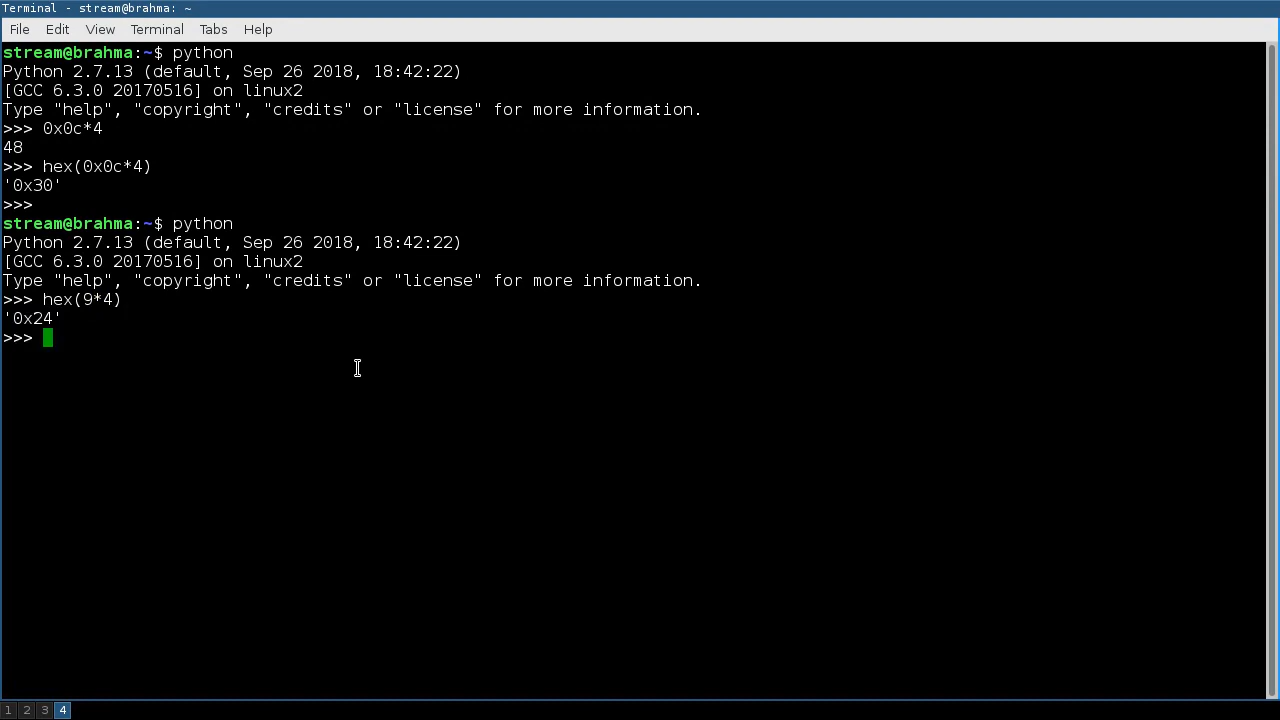 Terminal - stream@brahma: ~
File Edit View Terminal Tabs Help
stream@brahma:~$ python
Python 2.7.13 (default, Sep 26 2018, 18:42:22)
[GCC 6.3.0 20170516] on linux2
Type "help", "copyright", "credits" or "license" for more information.
>>> 0x0c*4
48
>>> hex(0x0c*4)
'0x30'
>>>
stream@brahma:~$ python
Python 2.7.13 (default, Sep 26 2018, 18:42:22)
[GCC 6.3.0 20170516] on linux2
Type "help", "copyright", "credits" or "license" for more information.
>>> hex(9*4)
'0x24'
>>>
1 2 3 4